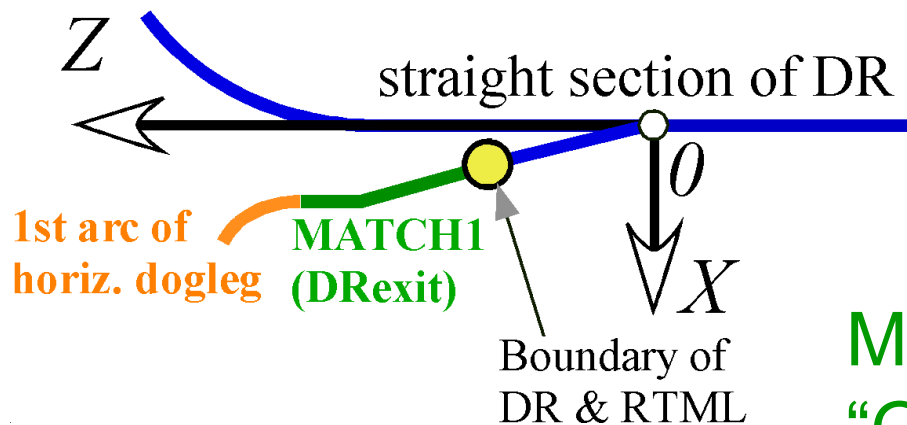 Z
straight section of DR
0
1st arc of
horiz. dogleg
MATCH1
(DRexit)
X
Boundary of
DR & RTML